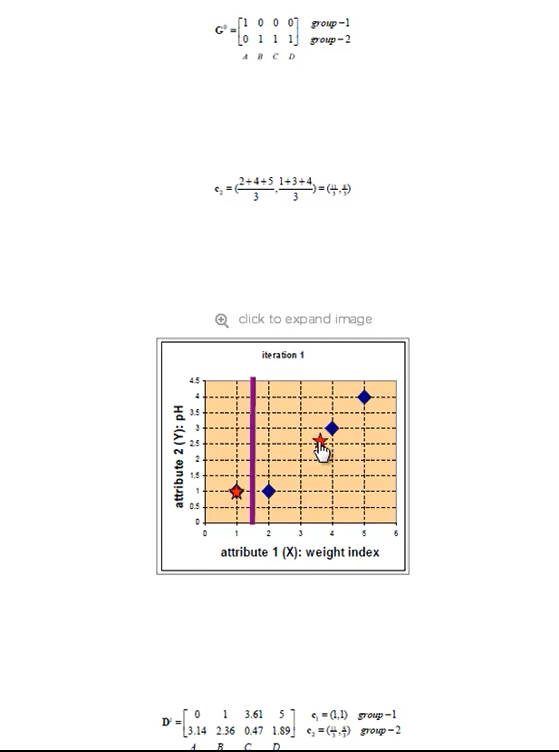 G⁰ = [1 0 0 0] group-1
[0 1 1 1] group-2
A B C D
c₂ = (2+4+5/3, 1+3+4/3) = (11/3, 8/3)
click to expand image
iteration 1
4.5
4
3.5
3
2.5
2
1.5
1
0.5
0
attribute 2 (Y): pH
0 1 2 3 4 5 6
attribute 1 (X): weight index
D¹ = [0 1 3.61 5] c₁ = (1,1) group-1
[3.14 2.36 0.47 1.89] c₂ = (11/3, 8/3) group-2
A B C D